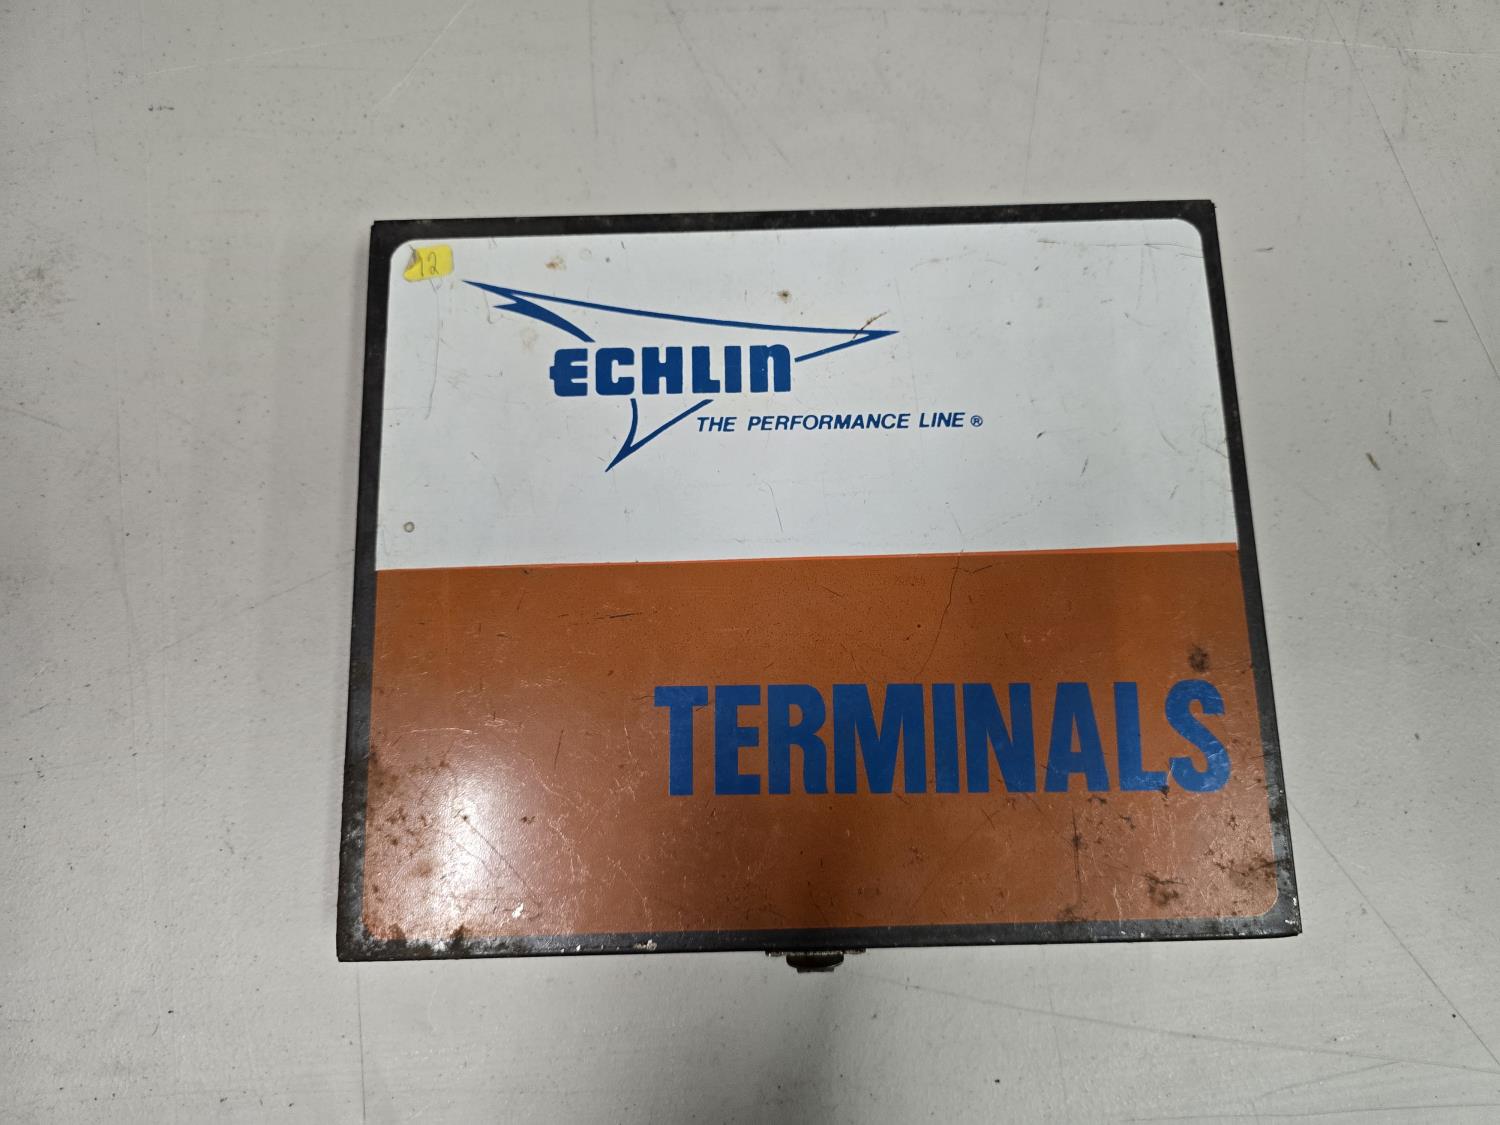 12
ECHLIN
THE PERFORMANCE LINE®
TERMINALS